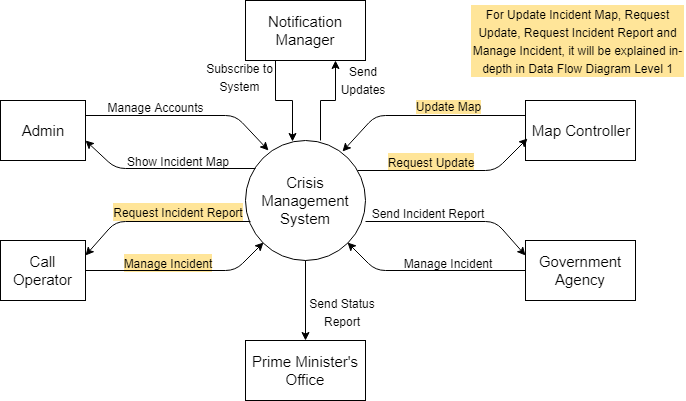 Notification
Manager
For Update Incident Map, Request
Update, Request Incident Report and
Manage Incident, it will be explained in-
depth in Data Flow Diagram Level 1
Subscribe to
System
Send
Updates
Admin
Manage Accounts
Show Incident Map
Update Map
Request Update
Map Controller
Crisis
Management
System
Call
Operator
Request Incident Report
Manage Incident
Send Incident Report
Manage Incident
Government
Agency
Send Status
Report
Prime Minister's
Office